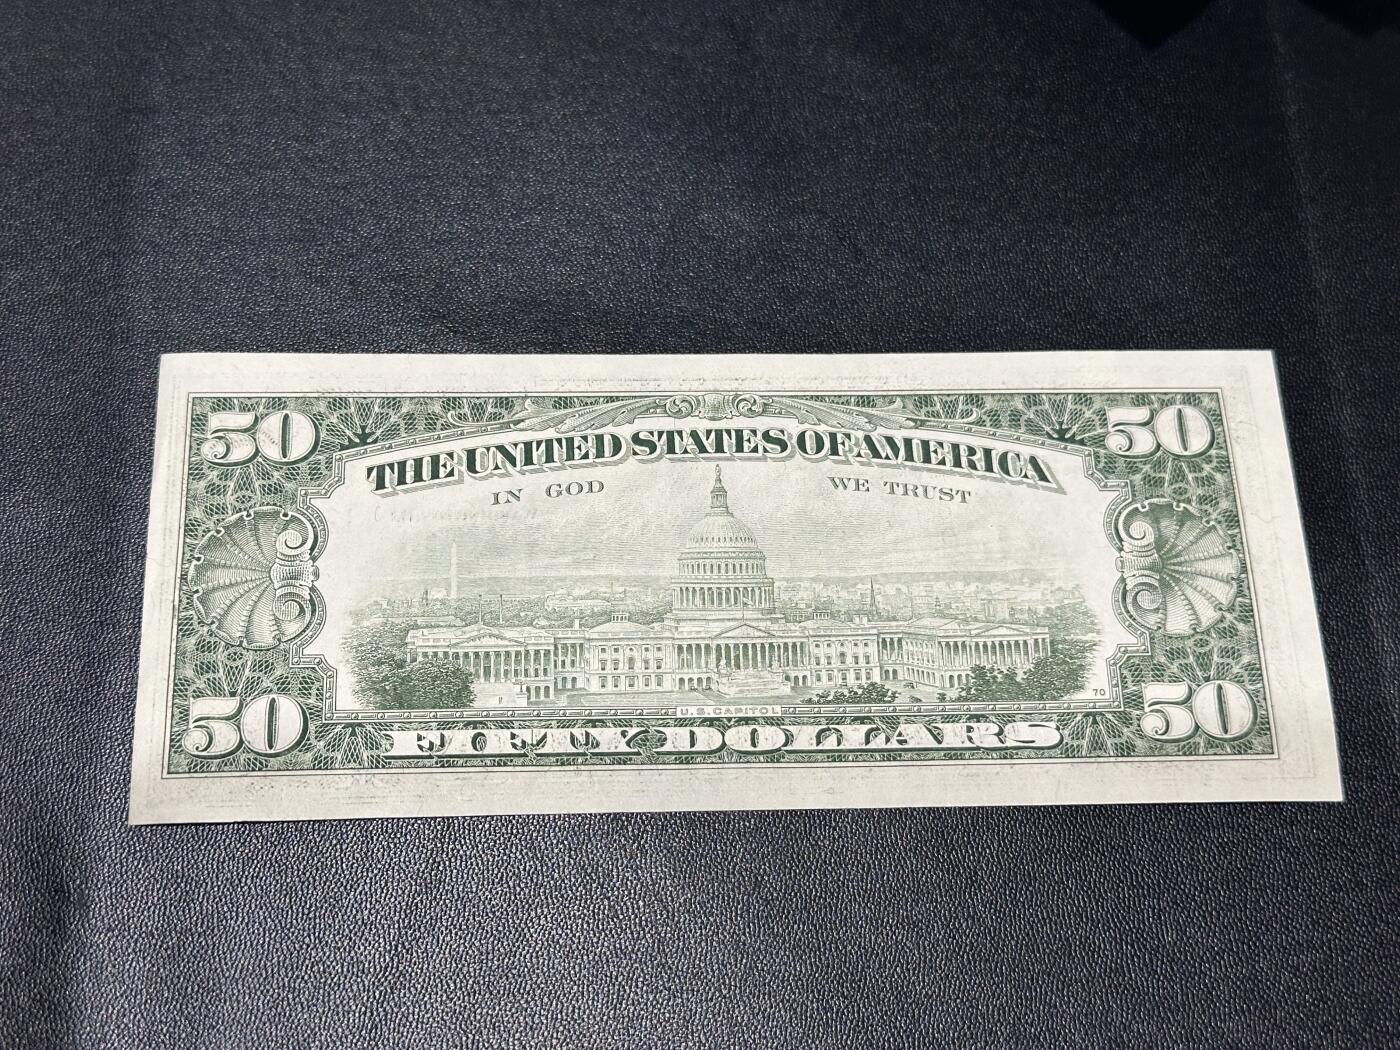 50 50
THE UNITED STATES OF AMERICA
IN GOD WE TRUST
70
U.S. CAPITOL
50 50
FIFTY DOLLARS